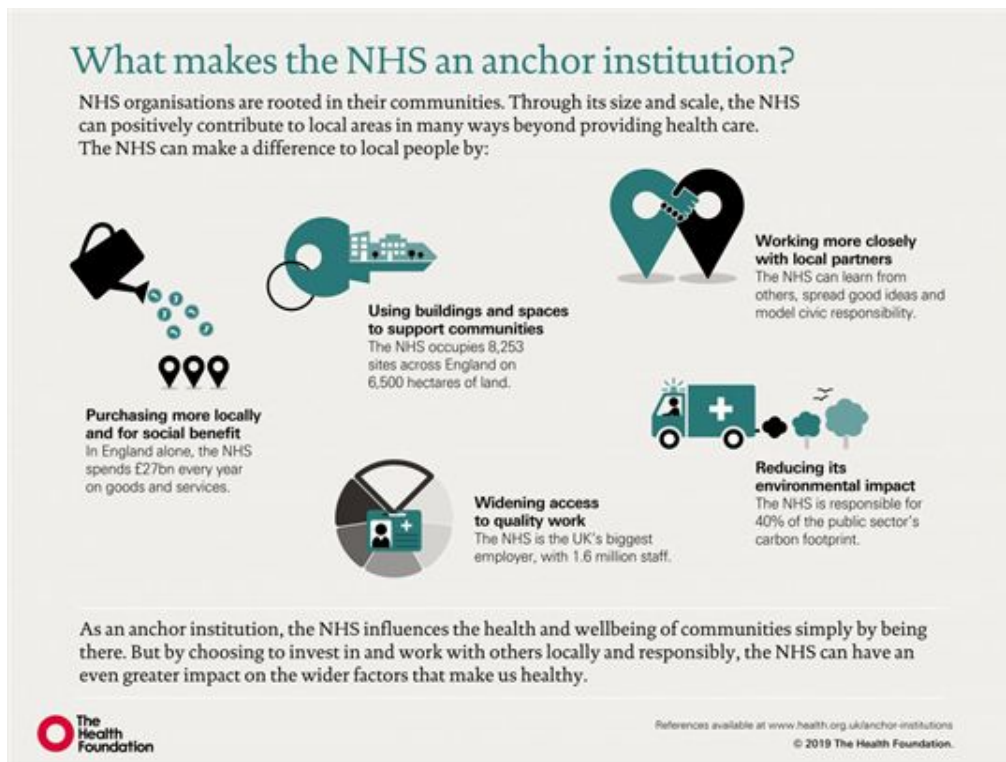 What makes the NHS an anchor institution?
NHS organisations are rooted in their communities. Through its size and scale, the NHS
can positively contribute to local areas in many ways beyond providing health care.
The NHS can make a difference to local people by:
Purchasing more locally
and for social benefit
In England alone, the NHS
spends £27bn every year
on goods and services.
Using buildings and spaces
to support communities
The NHS occupies 8,253
sites across England on
6,500 hectares of land.
Working more closely
with local partners
The NHS can learn from
others, spread good ideas and
model civic responsibility.
Widening access
to quality work
The NHS is the UK's biggest
employer, with 1.6 million staff.
Reducing its
environmental impact
The NHS is responsible for
40% of the public sector's
carbon footprint.
As an anchor institution, the NHS influences the health and wellbeing of communities simply by being
there. But by choosing to invest in and work with others locally and responsibly, the NHS can have an
even greater impact on the wider factors that make us healthy.
The
Health
Foundation
References available at www.health.org.uk/anchor-institutions
© 2019 The Health Foundation.